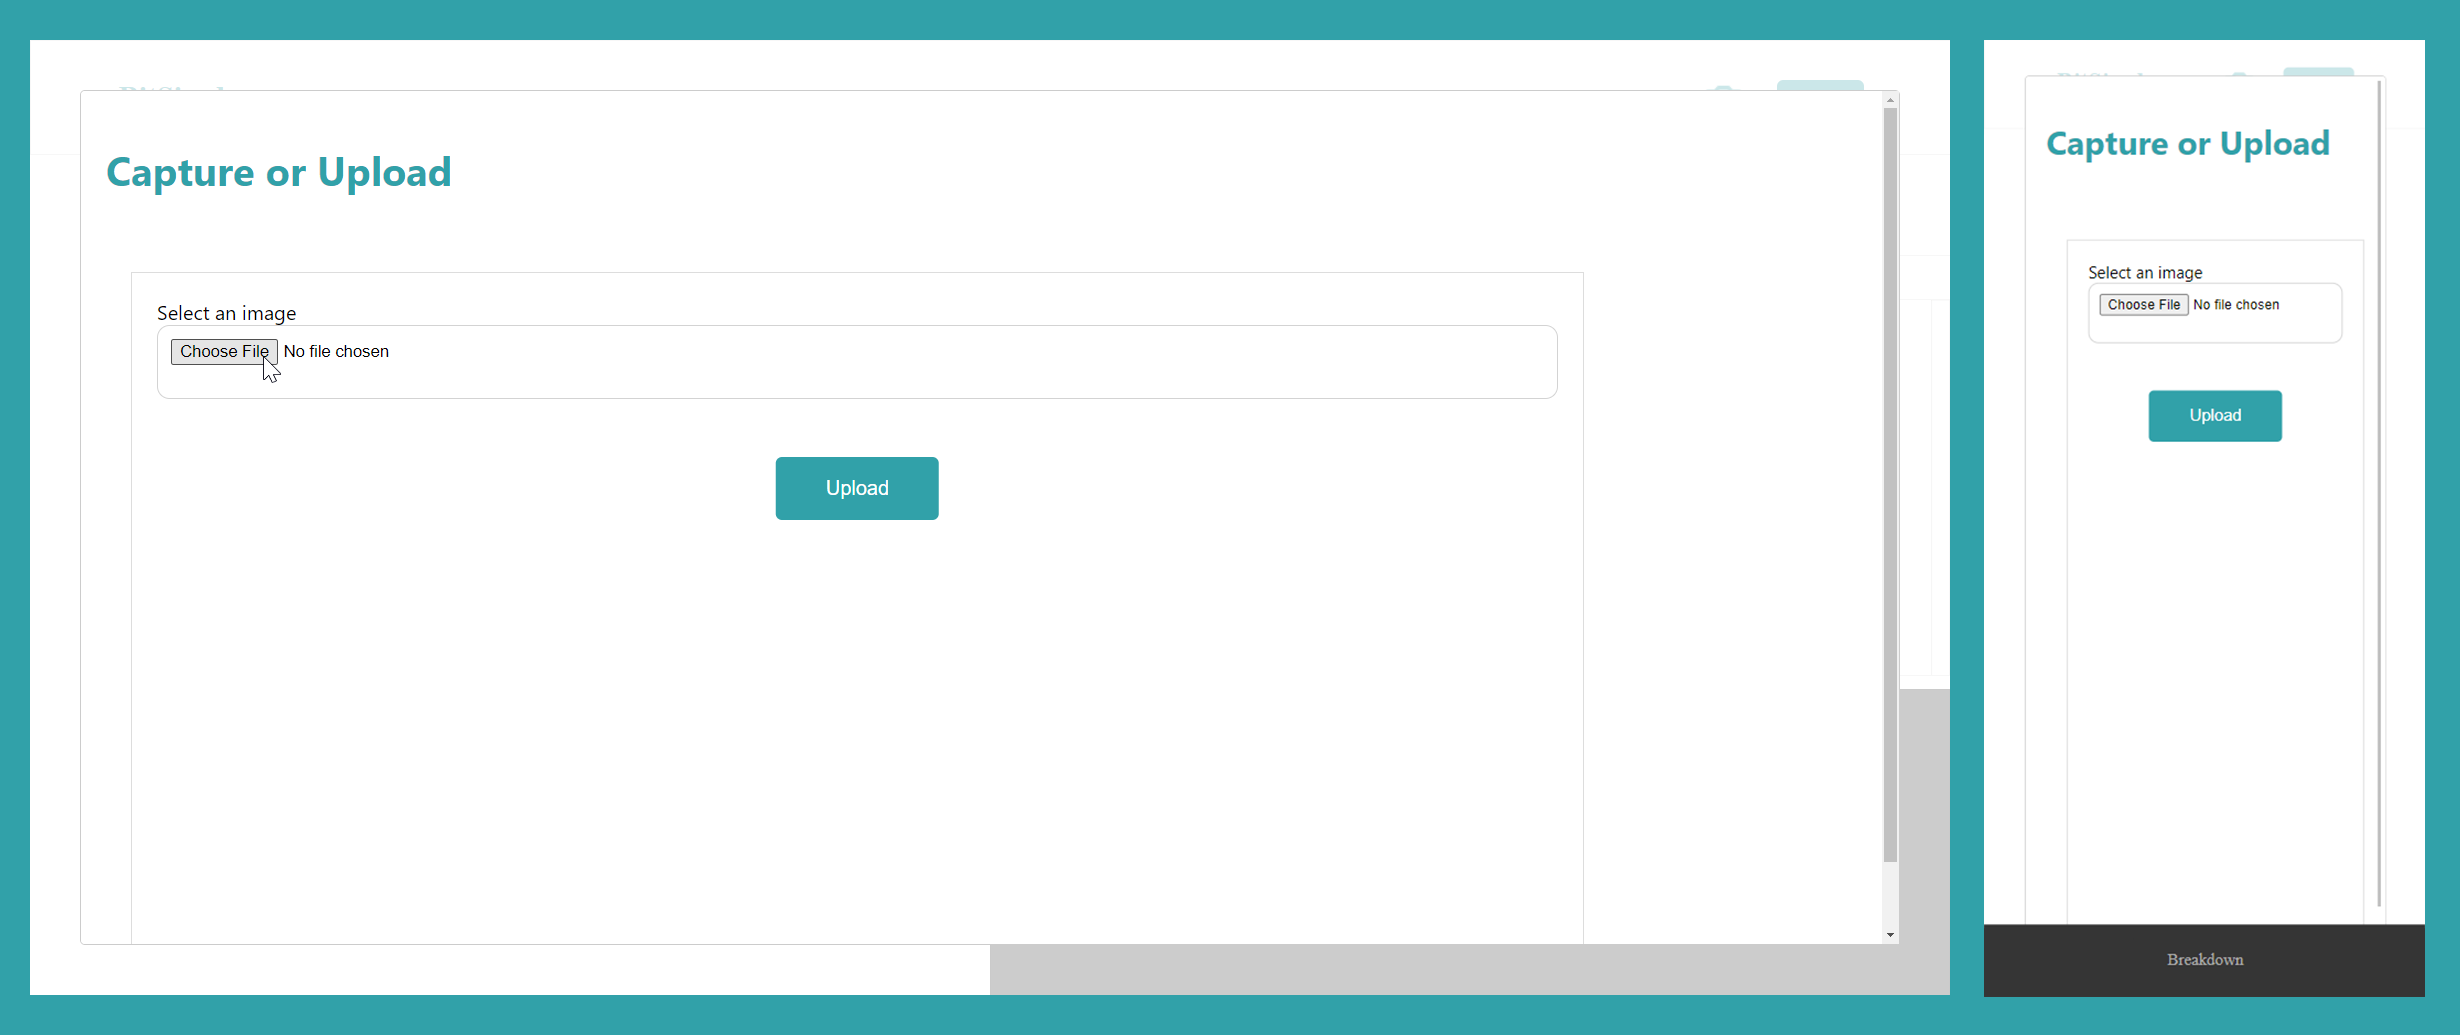 Capture or Upload
Select an image
Choose File No file chosen
Upload
Capture or Upload
Select an image
Choose File No file chosen
Upload
Breakdown